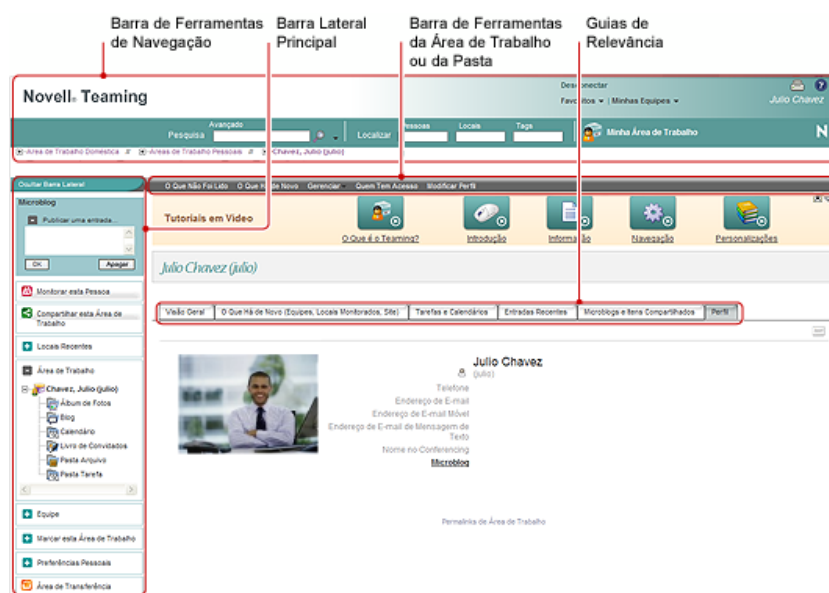 Barra de Ferramentas
de Navegação
Barra Lateral
Principal
Barra de Ferramentas
da Área de Trabalho
ou da Pasta
Guias de
Relevância
Novell® Teaming
Desconectar
Favoritos | Minhas Equipes
Julio Chavez
Avançado
Pesquisa
Localizar
Pessoas
Locais
Tags
Minha Área de Trabalho
N
Área de Trabalho Doméstica // Áreas de Trabalho Pessoais // Chavez, Julio (julio)
Ocultar Barra Lateral
O Que Não Foi Lido O Que Há de Novo Gerenciar Quem Tem Acesso Modificar Perfil
Microblog
Publicar uma entrada...
OK
Apagar
Tutoriais em Vídeo
O Que é o Teaming?
Introdução
Informação
Navegação
Personalizações
Julio Chavez (julio)
Monitorar esta Pessoa
Compartilhar esta Área de
Trabalho
Locais Recentes
Área de Trabalho
Chavez, Julio (julio)
Álbum de Fotos
Blog
Calendário
Livro de Convidados
Pasta Arquivo
Pasta Tarefa
Equipe
Marcar esta Área de Trabalho
Preferências Pessoais
Área de Transferência
Visão Geral
O Que Há de Novo (Equipes, Locais Monitorados, Site)
Tarefas e Calendários
Entradas Recentes
Microblogs e Itens Compartilhados
Perfil
Julio Chavez
(julio)
Telefone
Endereço de E-mail
Endereço de E-mail Móvel
Endereço de E-mail de Mensagem de
Texto
Nome no Conferencing
Microblog
Permalinks de Área de Trabalho